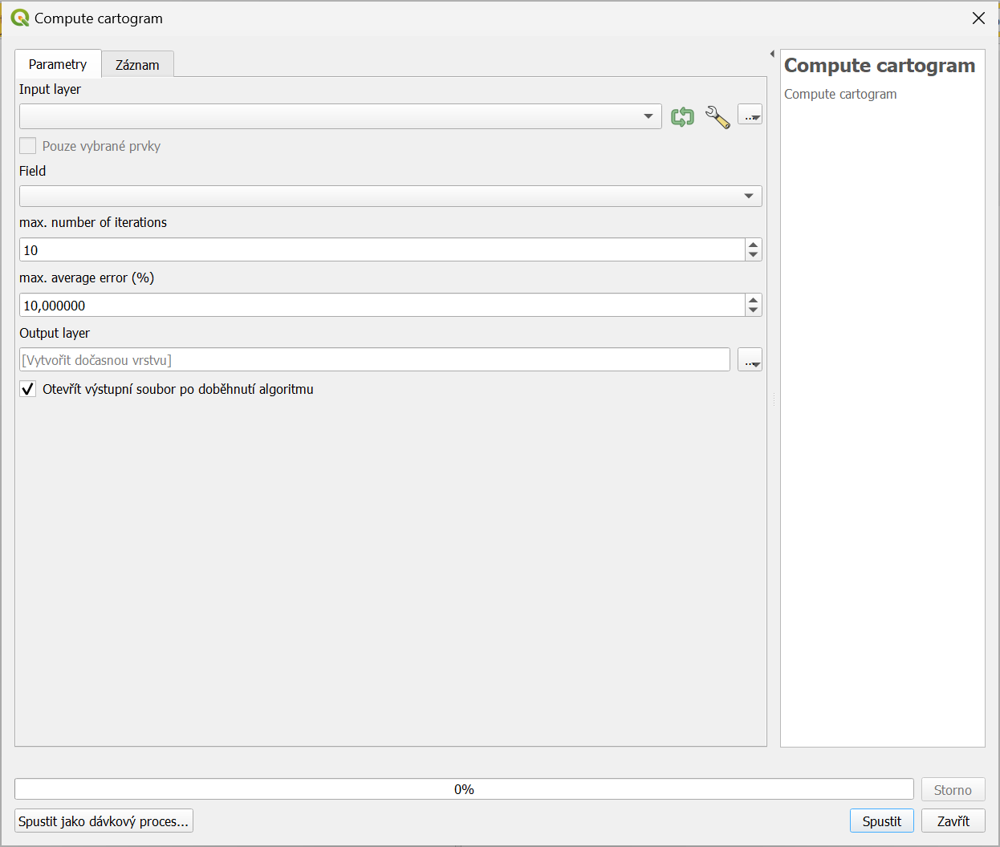 Compute cartogram
Parametry
Záznam
Input layer
...
Pouze vybrané prvky
Field
max. number of iterations
10
max. average error (%)
10,000000
Output layer
[Vytvořit dočasnou vrstvu]
...
Otevřít výstupní soubor po doběhnutí algoritmu
Compute cartogram
Compute cartogram
0%
Storno
Spustit jako dávkový proces...
Spustit
Zavřít